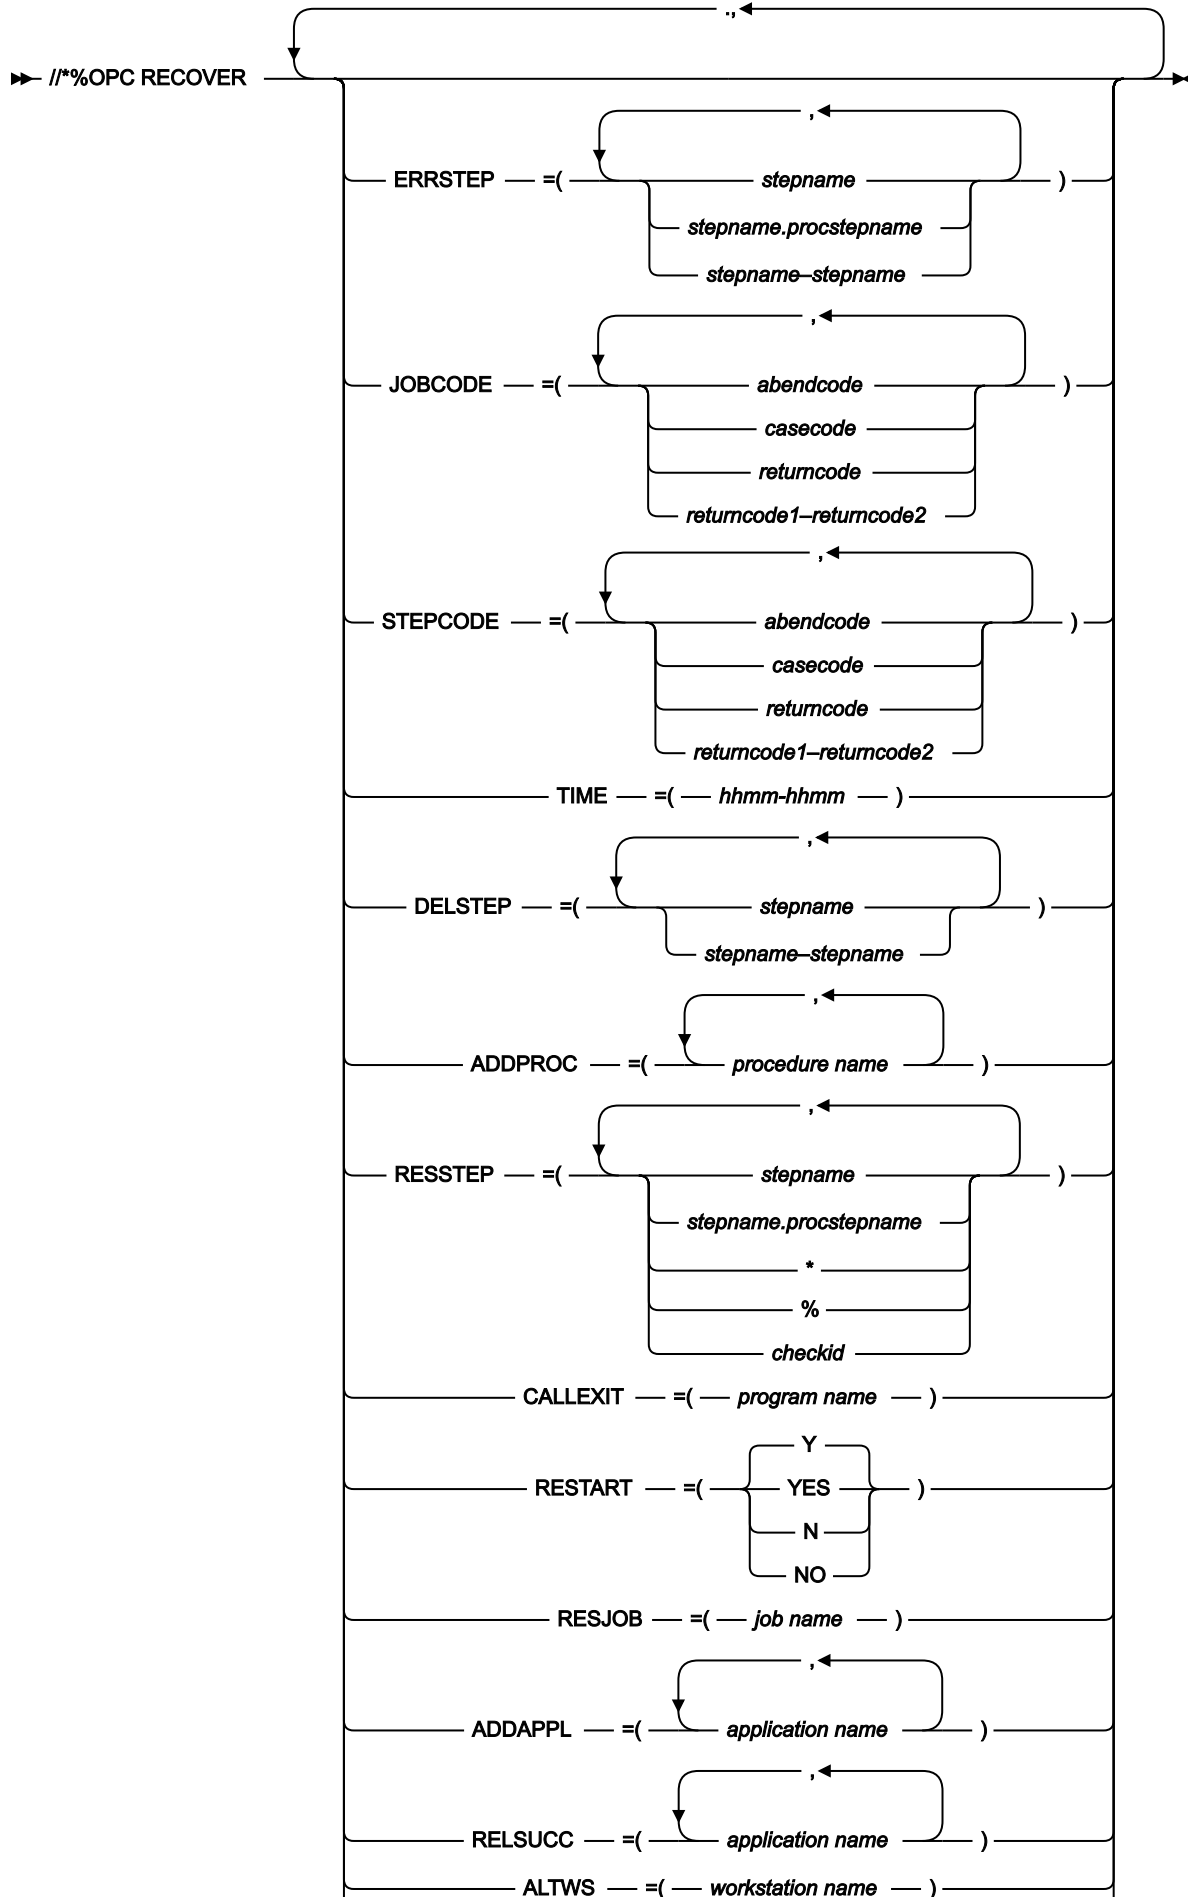 .,
//*%OPC RECOVER
,
ERRSTEP =( stepname )
stepname.procstepname
stepname–stepname
,
JOBCODE =( abendcode )
casecode
returncode
returncode1–returncode2
,
STEPCODE =( abendcode )
casecode
returncode
returncode1–returncode2
TIME =( hhmm-hhmm )
,
DELSTEP =( stepname )
stepname–stepname
,
ADDPROC =( procedure name )
,
RESSTEP =( stepname )
stepname.procstepname
*
%
checkid
CALLEXIT =( program name )
Y
RESTART =( YES )
N
NO
RESJOB =( job name )
,
ADDAPPL =( application name )
,
RELSUCC =( application name )
ALTWS =( workstation name )